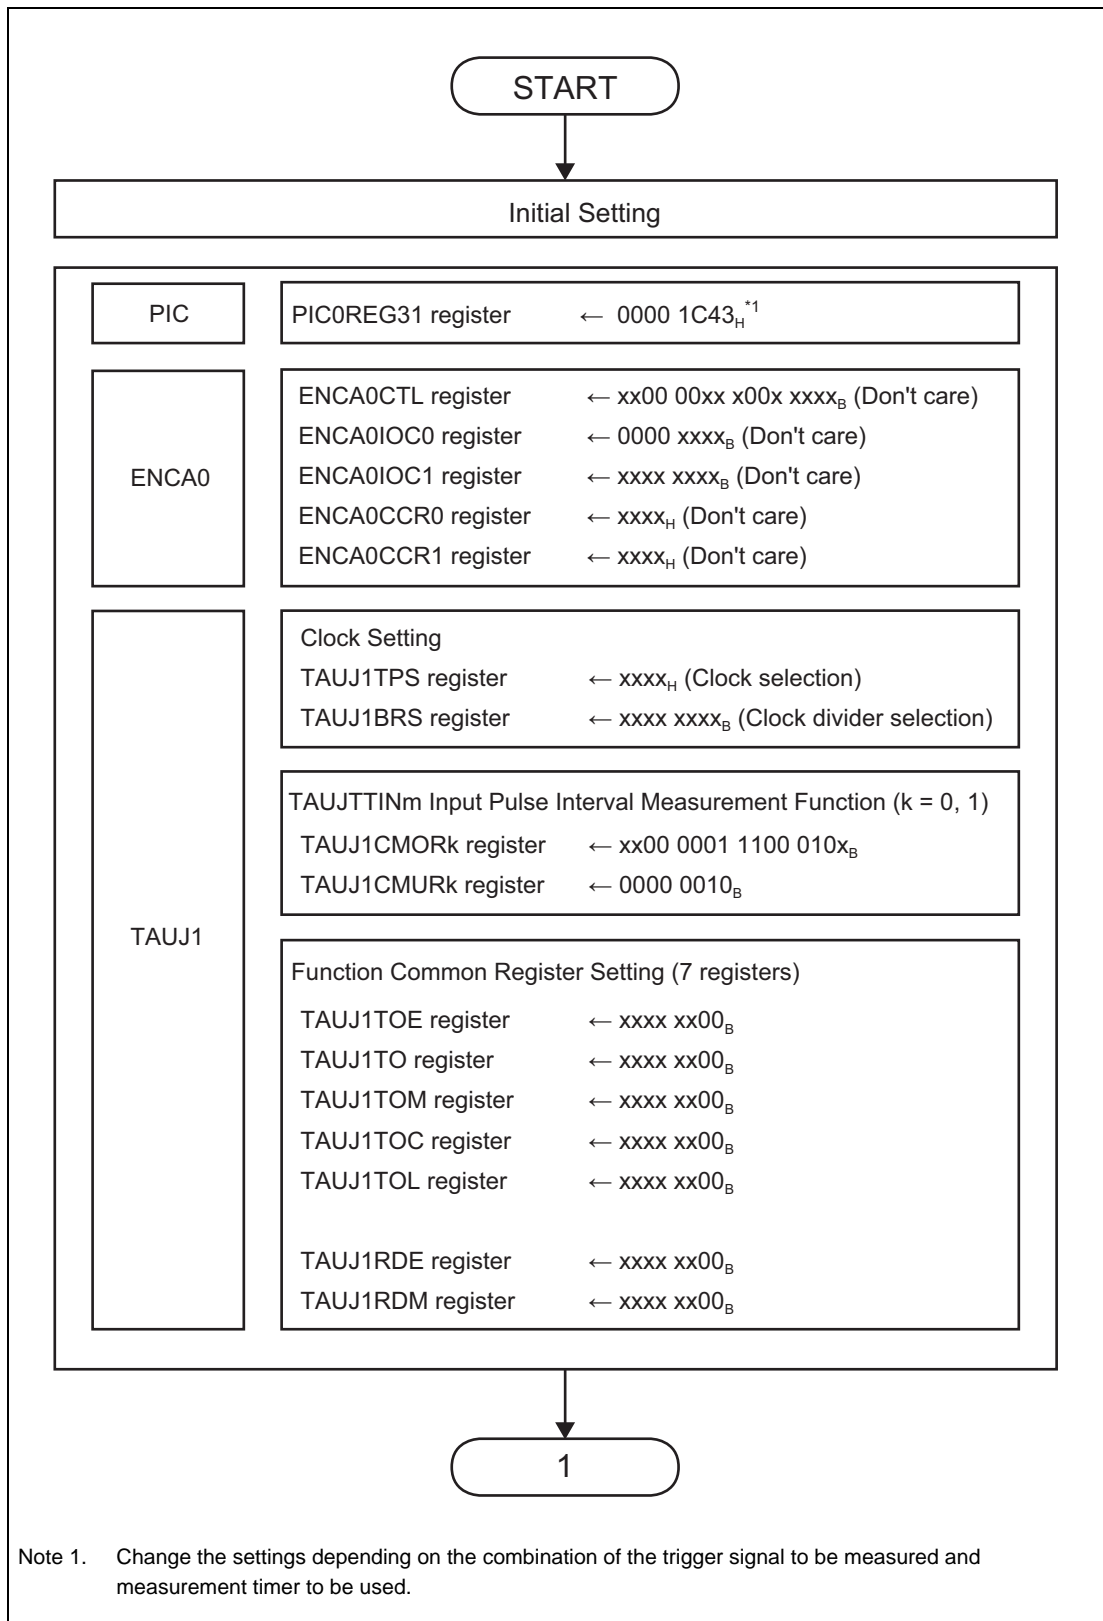 START
Initial Setting
PIC
PIC0REG31 register ← 0000 1C43H*1
ENCA0
ENCA0CTL register ← xx00 00xx x00x xxxxB (Don't care)
ENCA0IOC0 register ← 0000 xxxxB (Don't care)
ENCA0IOC1 register ← xxxx xxxxB (Don't care)
ENCA0CCR0 register ← xxxxH (Don't care)
ENCA0CCR1 register ← xxxxH (Don't care)
TAUJ1
Clock Setting
TAUJ1TPS register ← xxxxH (Clock selection)
TAUJ1BRS register ← xxxx xxxxB (Clock divider selection)
TAUJTTINm Input Pulse Interval Measurement Function (k = 0, 1)
TAUJ1CMORk register ← xx00 0001 1100 010xB
TAUJ1CMURk register ← 0000 0010B
Function Common Register Setting (7 registers)
TAUJ1TOE register ← xxxx xx00B
TAUJ1TO register ← xxxx xx00B
TAUJ1TOM register ← xxxx xx00B
TAUJ1TOC register ← xxxx xx00B
TAUJ1TOL register ← xxxx xx00B
TAUJ1RDE register ← xxxx xx00B
TAUJ1RDM register ← xxxx xx00B
1
Note 1. Change the settings depending on the combination of the trigger signal to be measured and
measurement timer to be used.